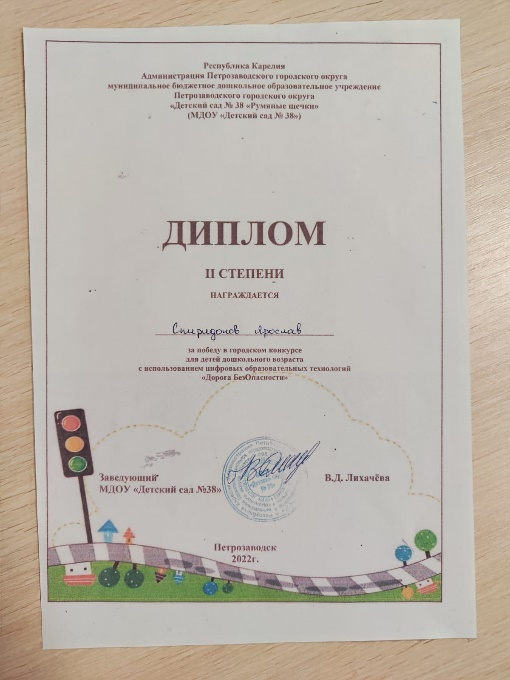 Республика Карелия
Администрация Петрозаводского городского округа
муниципальное бюджетное дошкольное образовательное учреждение
Петрозаводского городского округа
«Детский сад № 38 «Румяные щечки»
(МДОУ «Детский сад № 38»)
ДИПЛОМ
II СТЕПЕНИ
НАГРАЖДАЕТСЯ
Спиридонов Ярослав
за победу в городском конкурсе
для детей дошкольного возраста
с использованием цифровых образовательных технологий
«Дорога БезОпасности»
Заведующий
МДОУ «Детский сад №38»
В.Д. Лихачёва
Петрозаводск
2022г.